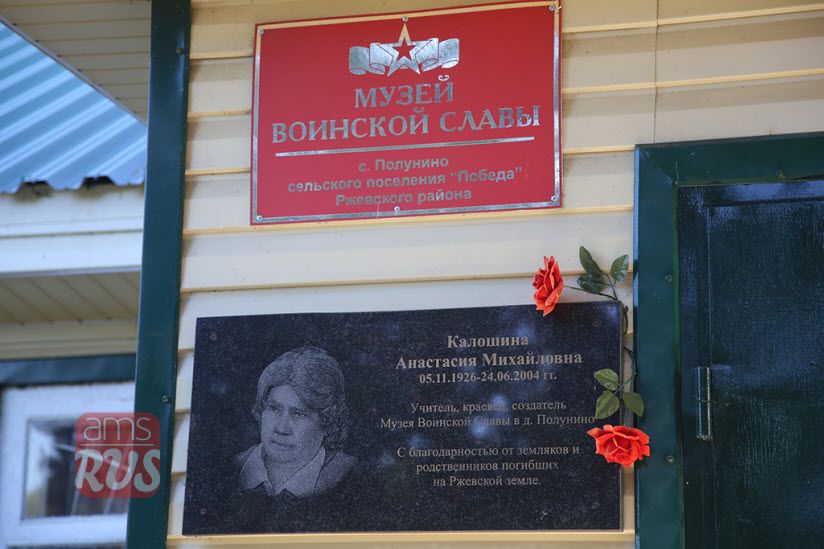 МУЗЕЙ
ВОИНСКОЙ СЛАВЫ
с. Полунино
сельского поселения "Победа"
Ржевского района
Калошина
Анастасия Михайловна
05.11.1926-24.06.2004 гг.
Учитель, краевед, создатель
Музея Воинской Славы в д. Полунино
С благодарностью от земляков и
родственников погибших
на Ржевской земле.
ams
RUS